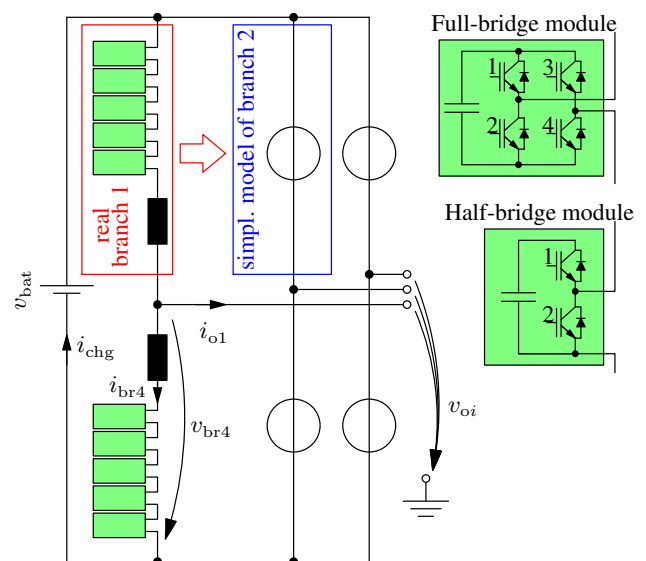 Full-bridge module
1
3
2
4
real
branch 1
simpl. model of branch 2
Half-bridge module
1
2
v_bat
i_chg
i_o1
i_br4
v_br4
v_oi